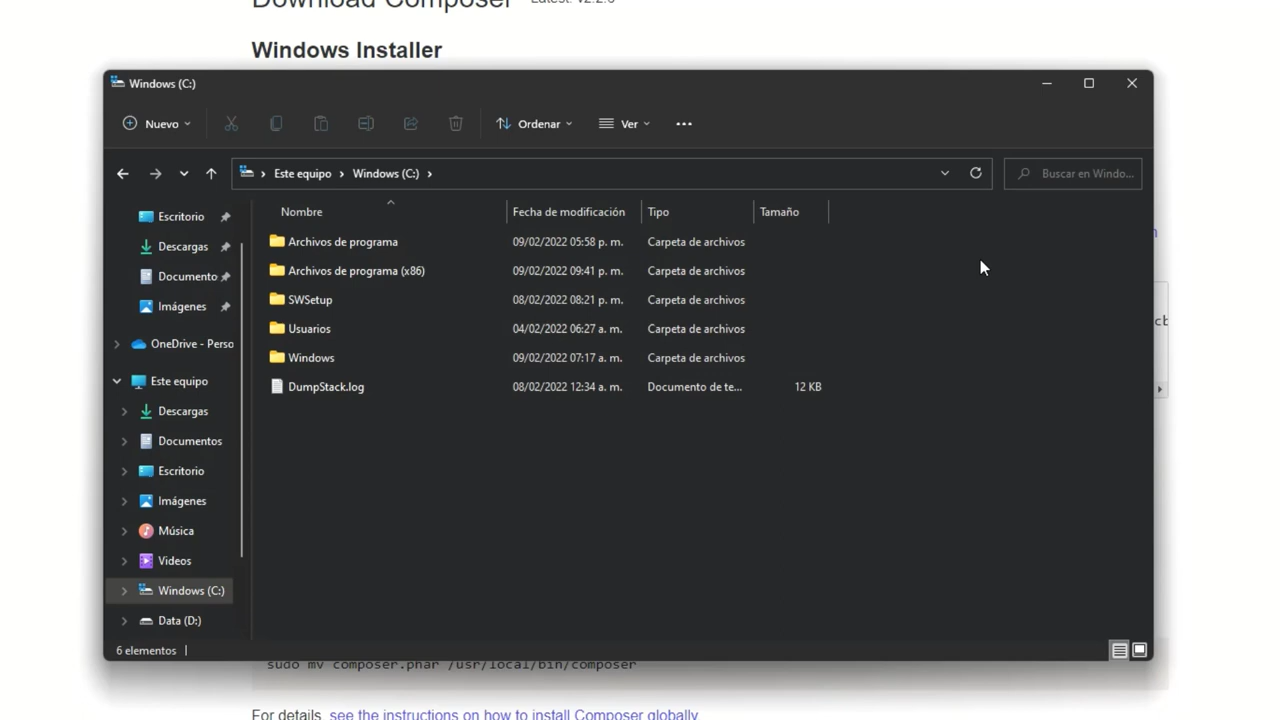 Download Composer Latest: v2.2.6
Windows Installer
Windows (C:)
Nuevo Ordenar Ver
Este equipo Windows (C:)
Buscar en Windo...
Nombre Fecha de modificación Tipo Tamaño
Escritorio
Descargas
Documento
Imágenes
OneDrive - Perso
Este equipo
Descargas
Documentos
Escritorio
Imágenes
Música
Videos
Windows (C:)
Data (D:)
Archivos de programa 09/02/2022 05:58 p. m. Carpeta de archivos
Archivos de programa (x86) 09/02/2022 09:41 p. m. Carpeta de archivos
SWSetup 08/02/2022 08:21 p. m. Carpeta de archivos
Usuarios 04/02/2022 06:27 a. m. Carpeta de archivos
Windows 09/02/2022 07:17 a. m. Carpeta de archivos
DumpStack.log 08/02/2022 12:34 a. m. Documento de te... 12 KB
6 elementos
sudo mv composer.phar /usr/local/bin/composer
For details, see the instructions on how to install Composer globally